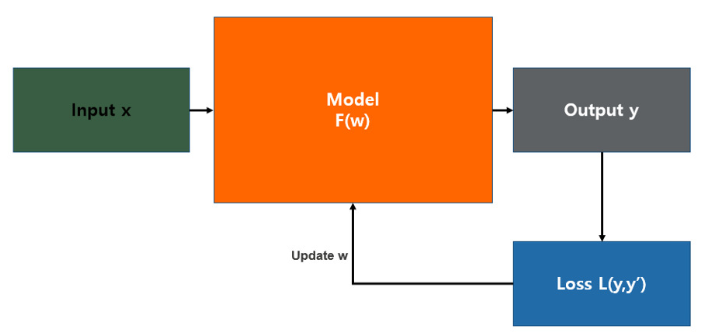 Input x
Model
F(w)
Output y
Update w
Loss L(y,y’)